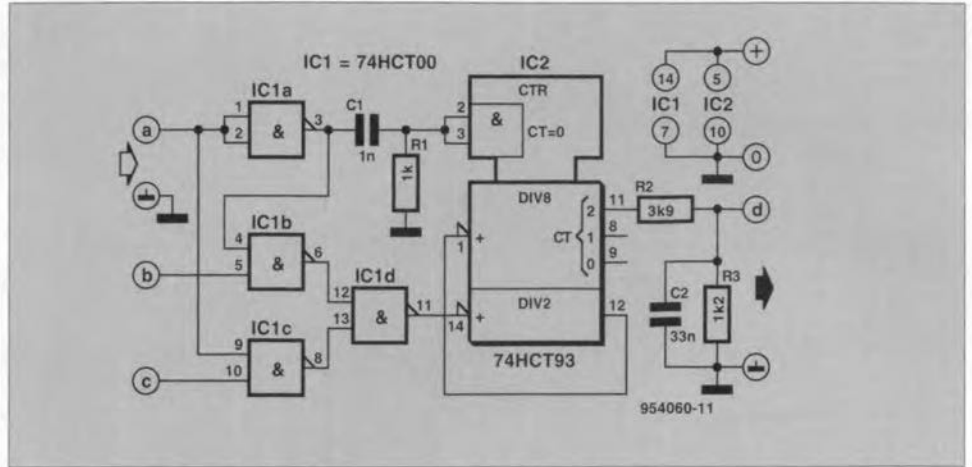 IC1 = 74HCT00
IC2
+
14
5
IC1
IC2
7
10
0
IC1a
a
1
2
&
3
C1
1n
R1
1k
CTR
2
3
&
CT=0
IC1b
b
4
5
&
6
IC1d
12
13
&
11
IC1c
c
9
10
&
8
DIV8
1
+
CT
2
1
0
11
8
9
DIV2
14
+
12
74HCT93
R2
3k9
d
C2
33n
R3
1k2
954060-11